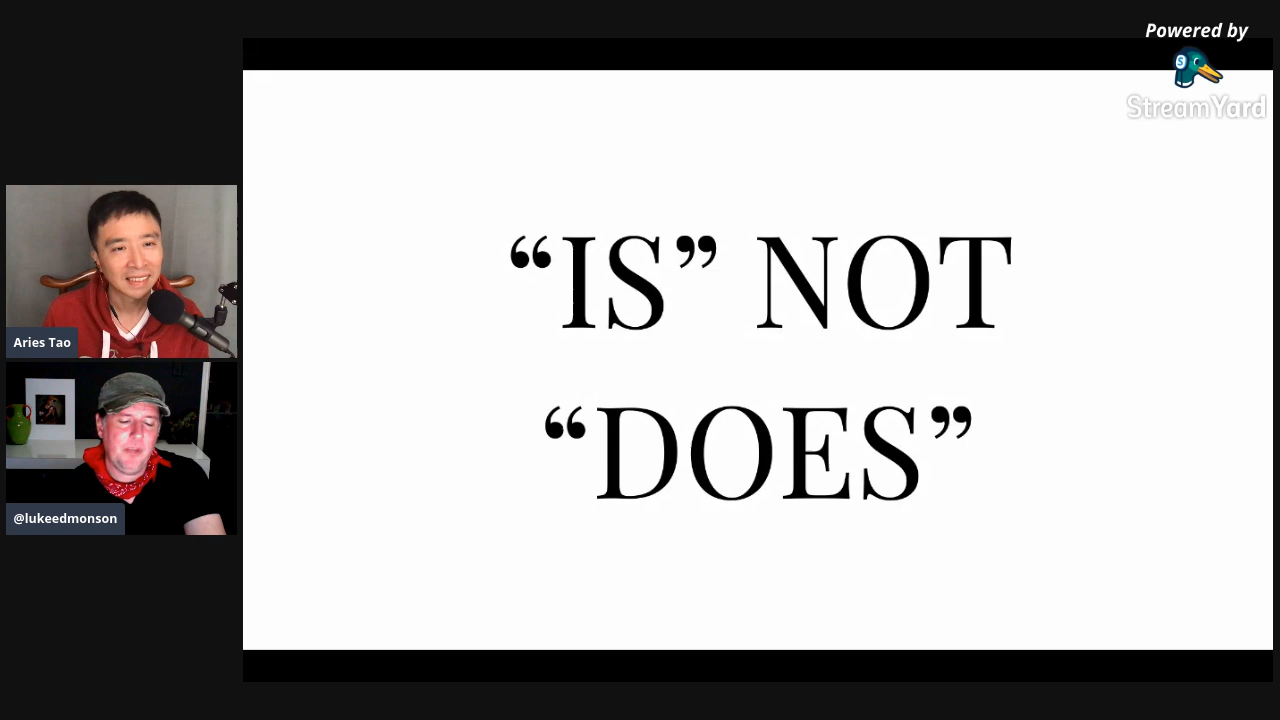 Powered by
StreamYard
“IS” NOT
“DOES”
Aries Tao
@lukeedmonson